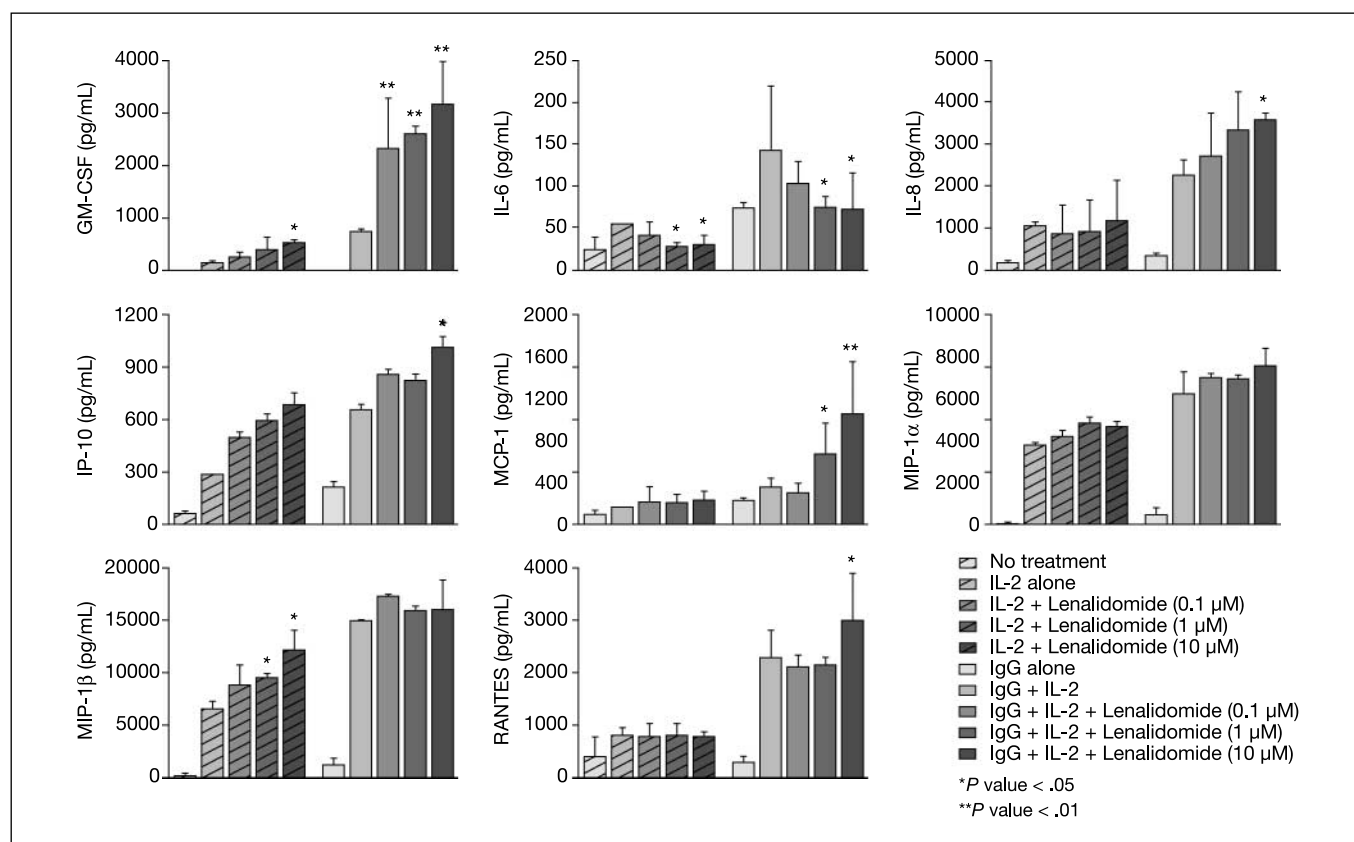 4000
3000
2000
1000
0
GM-CSF (pg/mL)
**
**
**
*
250
200
150
100
50
0
IL-6 (pg/mL)
*
*
*
*
5000
4000
3000
2000
1000
0
IL-8 (pg/mL)
*
1200
900
600
300
0
IP-10 (pg/mL)
*
2000
1600
1200
800
400
0
MCP-1 (pg/mL)
*
**
10000
8000
6000
4000
2000
0
MIP-1α (pg/mL)
20000
15000
10000
5000
0
MIP-1β (pg/mL)
*
*
4000
3000
2000
1000
0
RANTES (pg/mL)
*
No treatment
IL-2 alone
IL-2 + Lenalidomide (0.1 µM)
IL-2 + Lenalidomide (1 µM)
IL-2 + Lenalidomide (10 µM)
IgG alone
IgG + IL-2
IgG + IL-2 + Lenalidomide (0.1 µM)
IgG + IL-2 + Lenalidomide (1 µM)
IgG + IL-2 + Lenalidomide (10 µM)
*P value < .05
**P value < .01